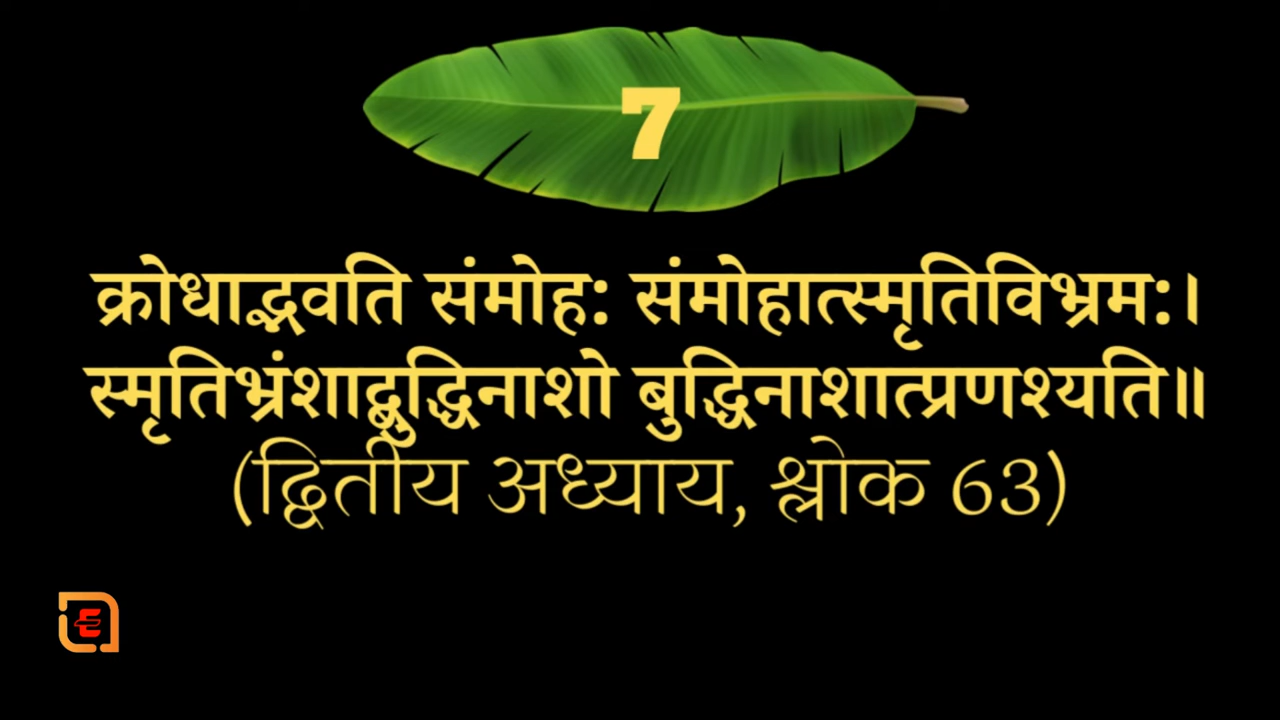 7
क्रोधाद्भवति संमोह: संमोहात्स्मृतिविभ्रम:।
स्मृतिभ्रंशाद्बुद्धिनाशो बुद्धिनाशात्प्रणश्यति॥
(द्वितीय अध्याय, श्लोक 63)
E